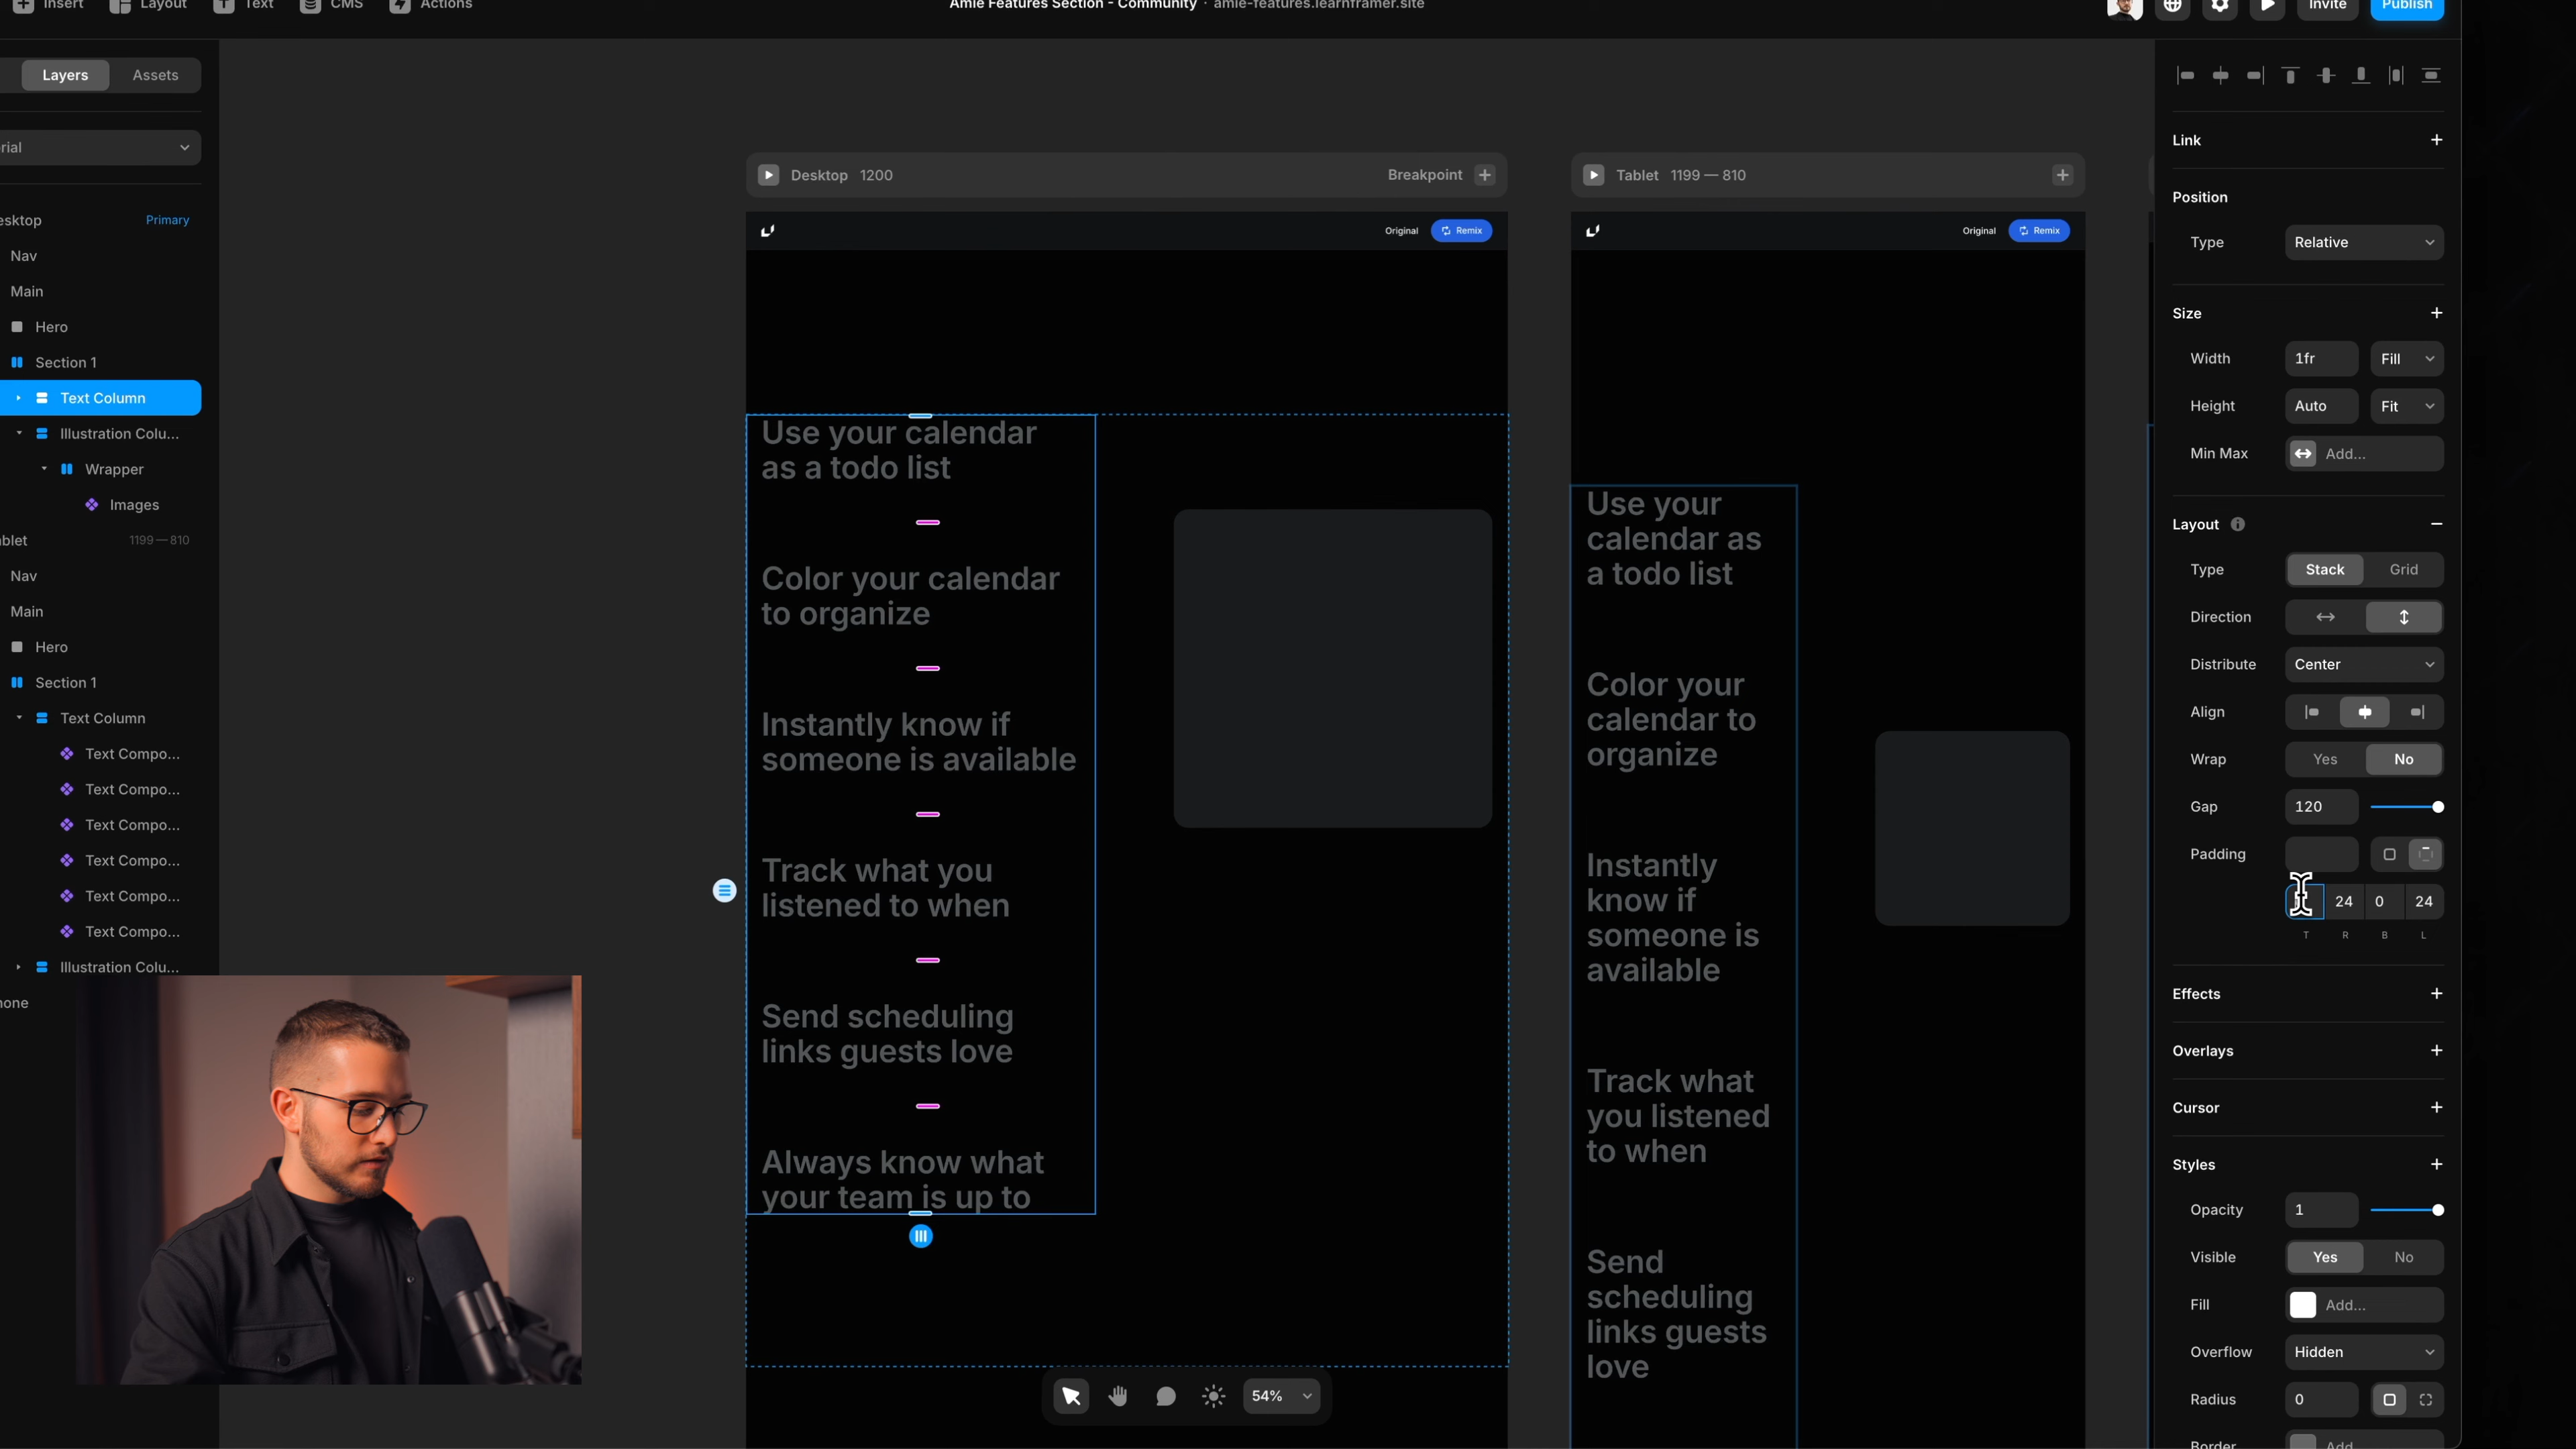 Insert
Layout
Text
CMS
Actions
Amie Features Section - Community · amie-features.learnframer.site
Invite
Publish
Layers
Assets
rial
esktop
Primary
Nav
Main
Hero
Section 1
Text Column
Illustration Colu...
Wrapper
Images
ablet
1199 — 810
Nav
Main
Hero
Section 1
Text Column
Text Compo...
Text Compo...
Text Compo...
Text Compo...
Text Compo...
Text Compo...
Illustration Colu...
hone
Desktop 1200
Breakpoint
Original
Remix
Use your calendar
as a todo list
Color your calendar
to organize
Instantly know if
someone is available
Track what you
listened to when
Send scheduling
links guests love
Always know what
your team is up to
Tablet 1199 — 810
Original
Remix
Use your
calendar as
a todo list
Color your
calendar to
organize
Instantly
know if
someone is
available
Track what
you listened
to when
Send
scheduling
links guests
love
54%
Link
Position
Type
Relative
Size
Width
1fr
Fill
Height
Auto
Fit
Min Max
Add...
Layout
Type
Stack
Grid
Direction
Distribute
Center
Align
Wrap
Yes
No
Gap
120
Padding
24
0
24
T
R
B
L
Effects
Overlays
Cursor
Styles
Opacity
1
Visible
Yes
No
Fill
Add...
Overflow
Hidden
Radius
0
Border
Add...